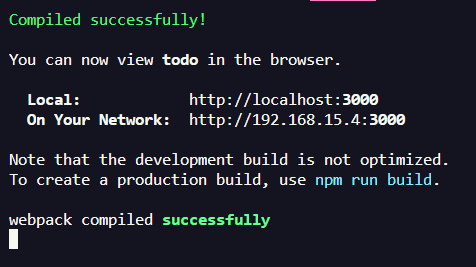 Compiled successfully!
You can now view todo in the browser.
Local: http://localhost:3000
On Your Network: http://192.168.15.4:3000
Note that the development build is not optimized.
To create a production build, use npm run build.
webpack compiled successfully